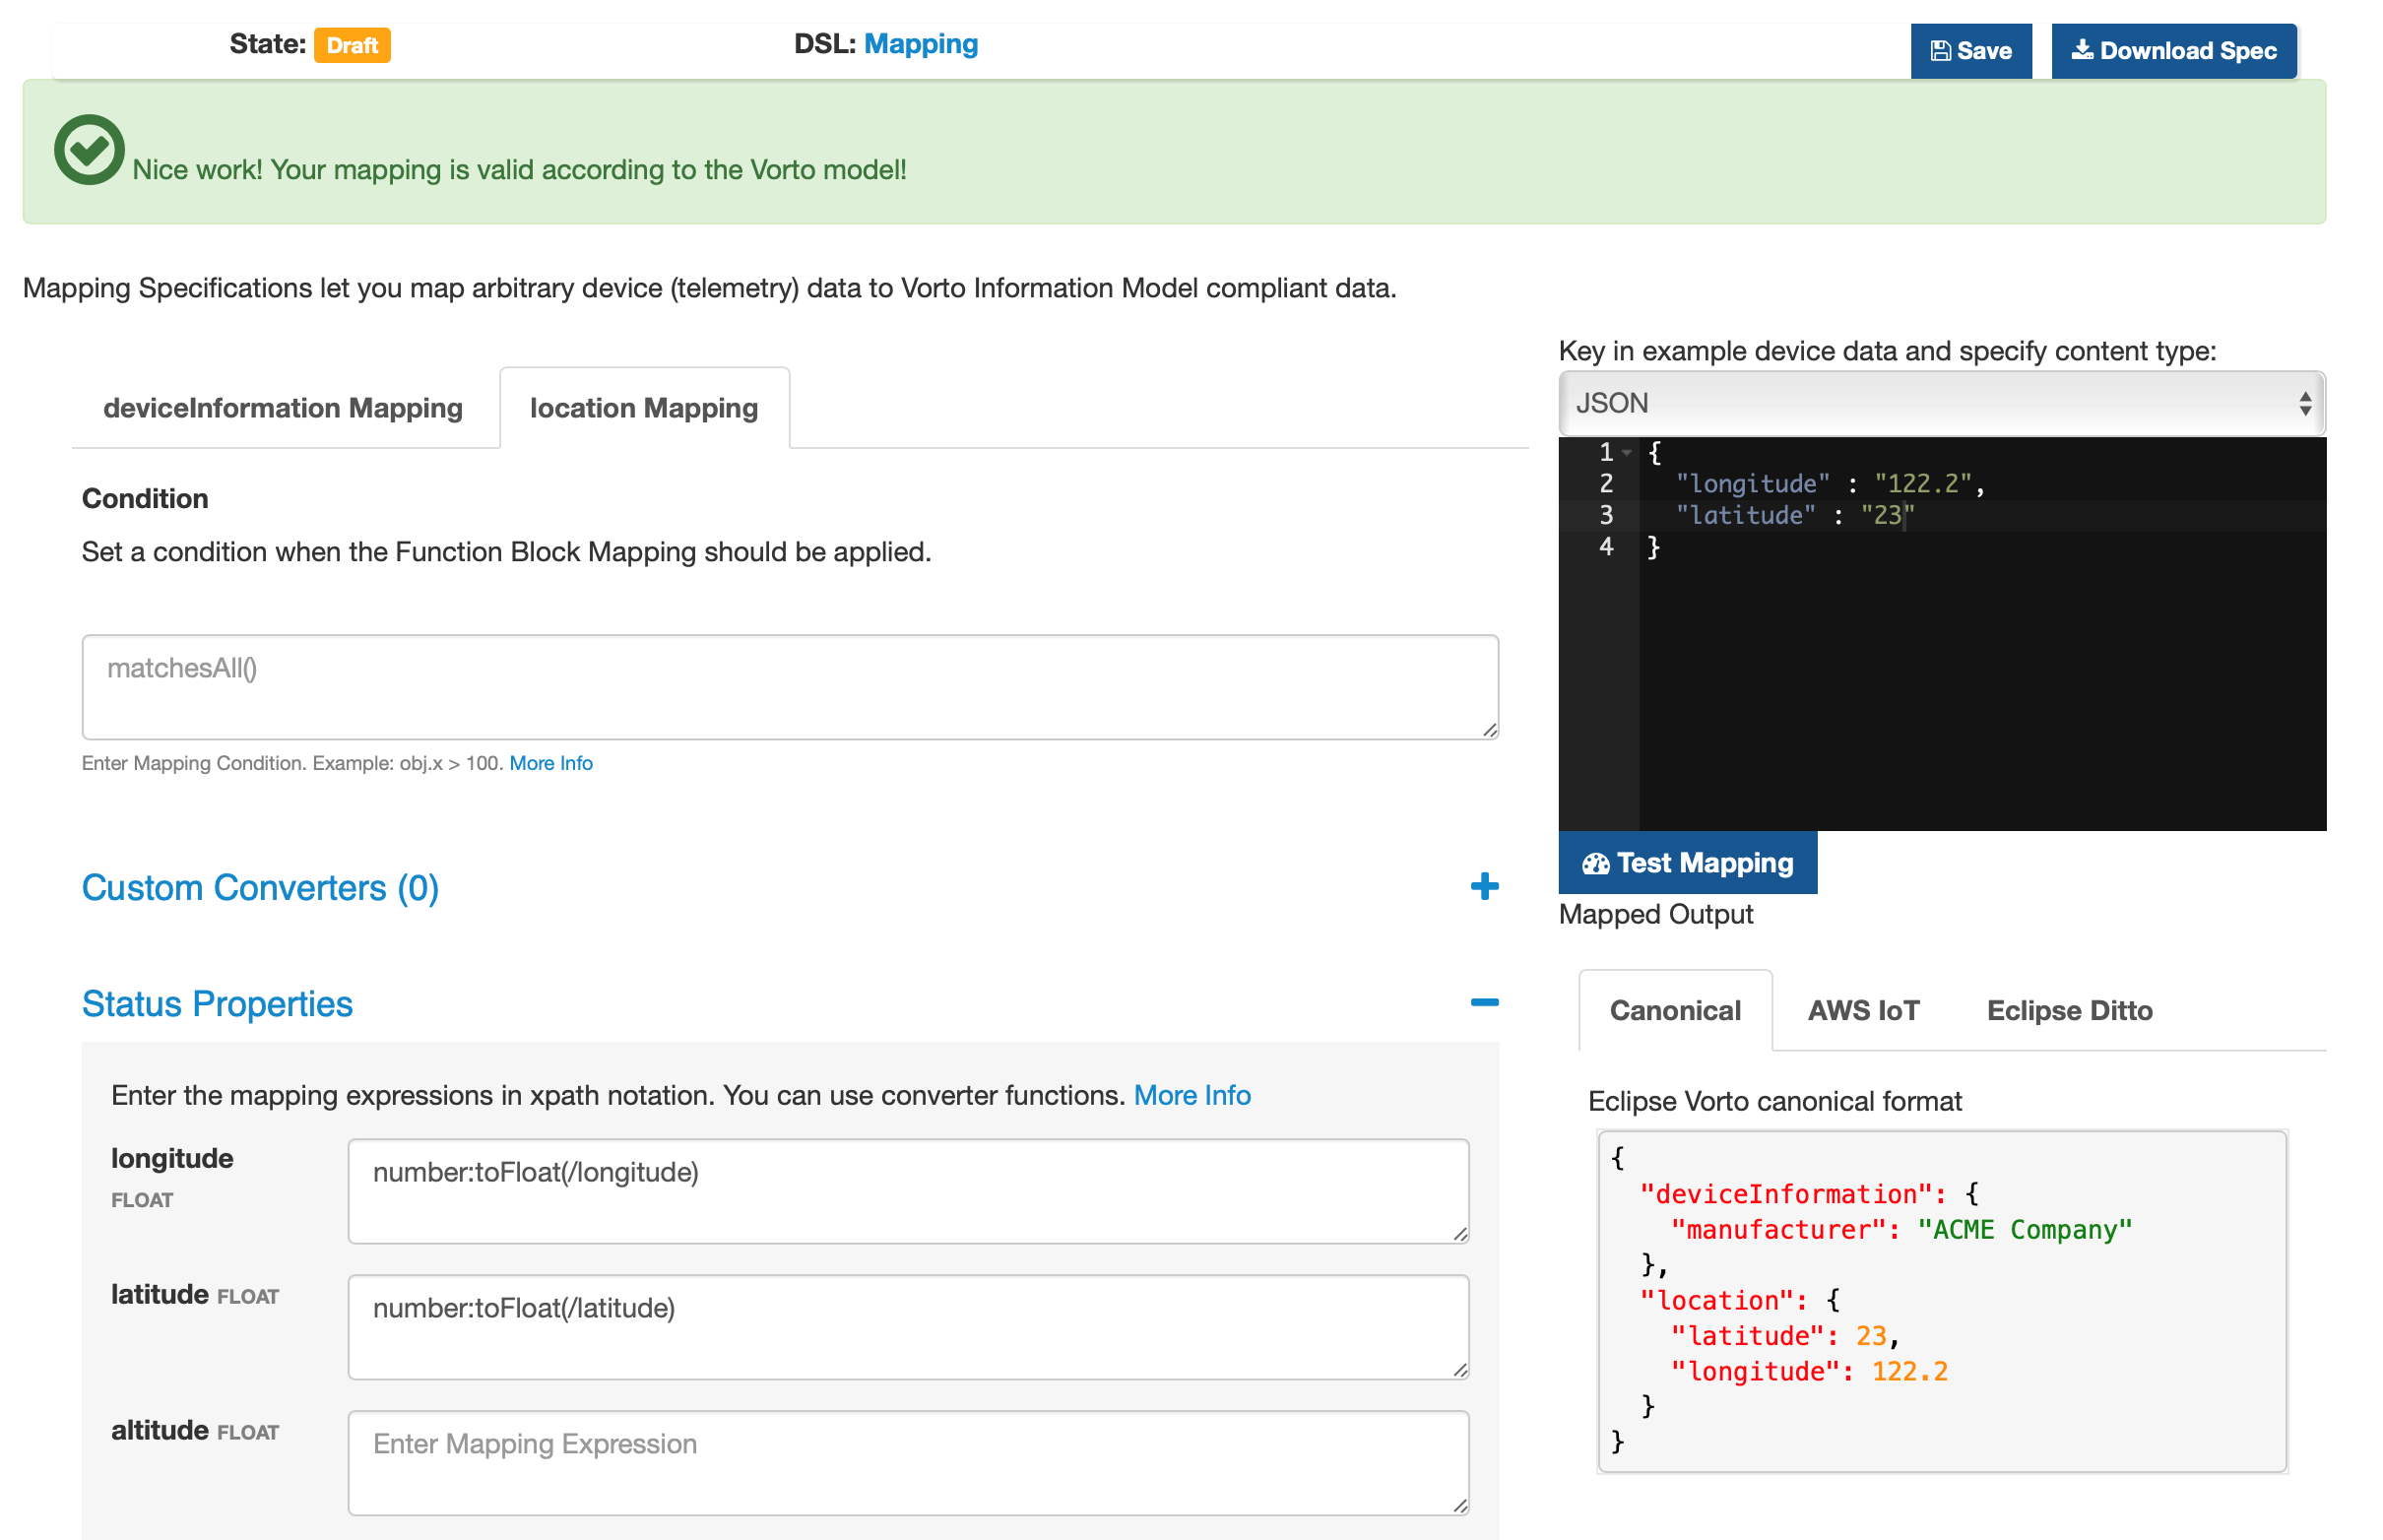 State: Draft
DSL: Mapping
Save
Download Spec
Nice work! Your mapping is valid according to the Vorto model!
Mapping Specifications let you map arbitrary device (telemetry) data to Vorto Information Model compliant data.
deviceInformation Mapping
location Mapping
Condition
Set a condition when the Function Block Mapping should be applied.
matchesAll()
Enter Mapping Condition. Example: obj.x > 100. More Info
Custom Converters (0)
Status Properties
Enter the mapping expressions in xpath notation. You can use converter functions. More Info
longitude
FLOAT
number:toFloat(/longitude)
latitude FLOAT
number:toFloat(/latitude)
altitude FLOAT
Enter Mapping Expression
Key in example device data and specify content type:
JSON
1 {
2 "longitude" : "122.2",
3 "latitude" : "23"
4 }
Test Mapping
Mapped Output
Canonical
AWS IoT
Eclipse Ditto
Eclipse Vorto canonical format
{
"deviceInformation": {
"manufacturer": "ACME Company"
},
"location": {
"latitude": 23,
"longitude": 122.2
}
}